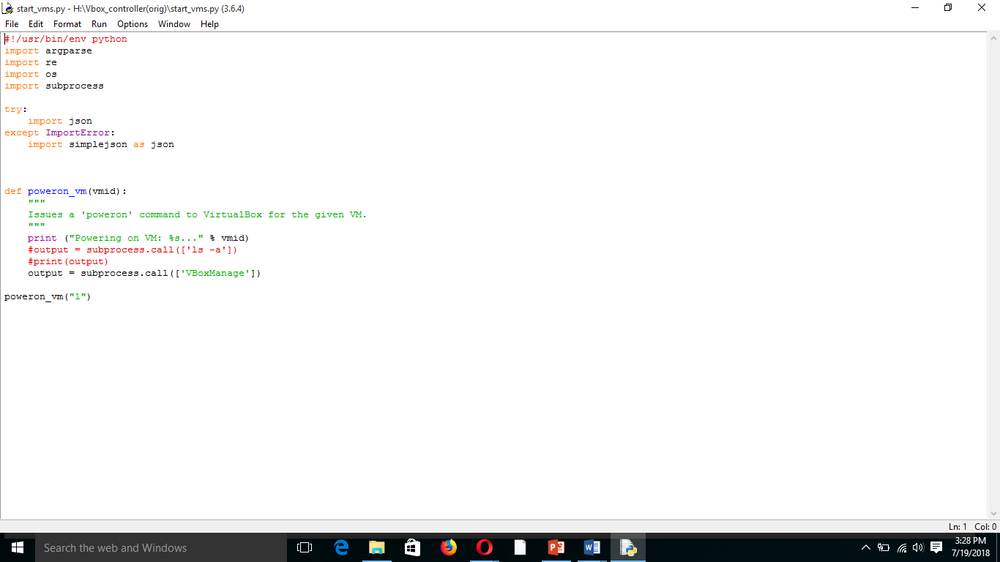 start_vms.py - H:\Vbox_controller(orig)\start_vms.py (3.6.4)
File Edit Format Run Options Window Help
#!/usr/bin/env python
import argparse
import re
import os
import subprocess
try:
    import json
except ImportError:
    import simplejson as json
def poweron_vm(vmid):
    """
    Issues a 'poweron' command to VirtualBox for the given VM.
    """
    print ("Powering on VM: %s..." % vmid)
    #output = subprocess.call(['ls -a'])
    #print(output)
    output = subprocess.call(['VBoxManage'])
poweron_vm("1")
Ln: 1 Col: 0
Search the web and Windows
3:28 PM
7/19/2018